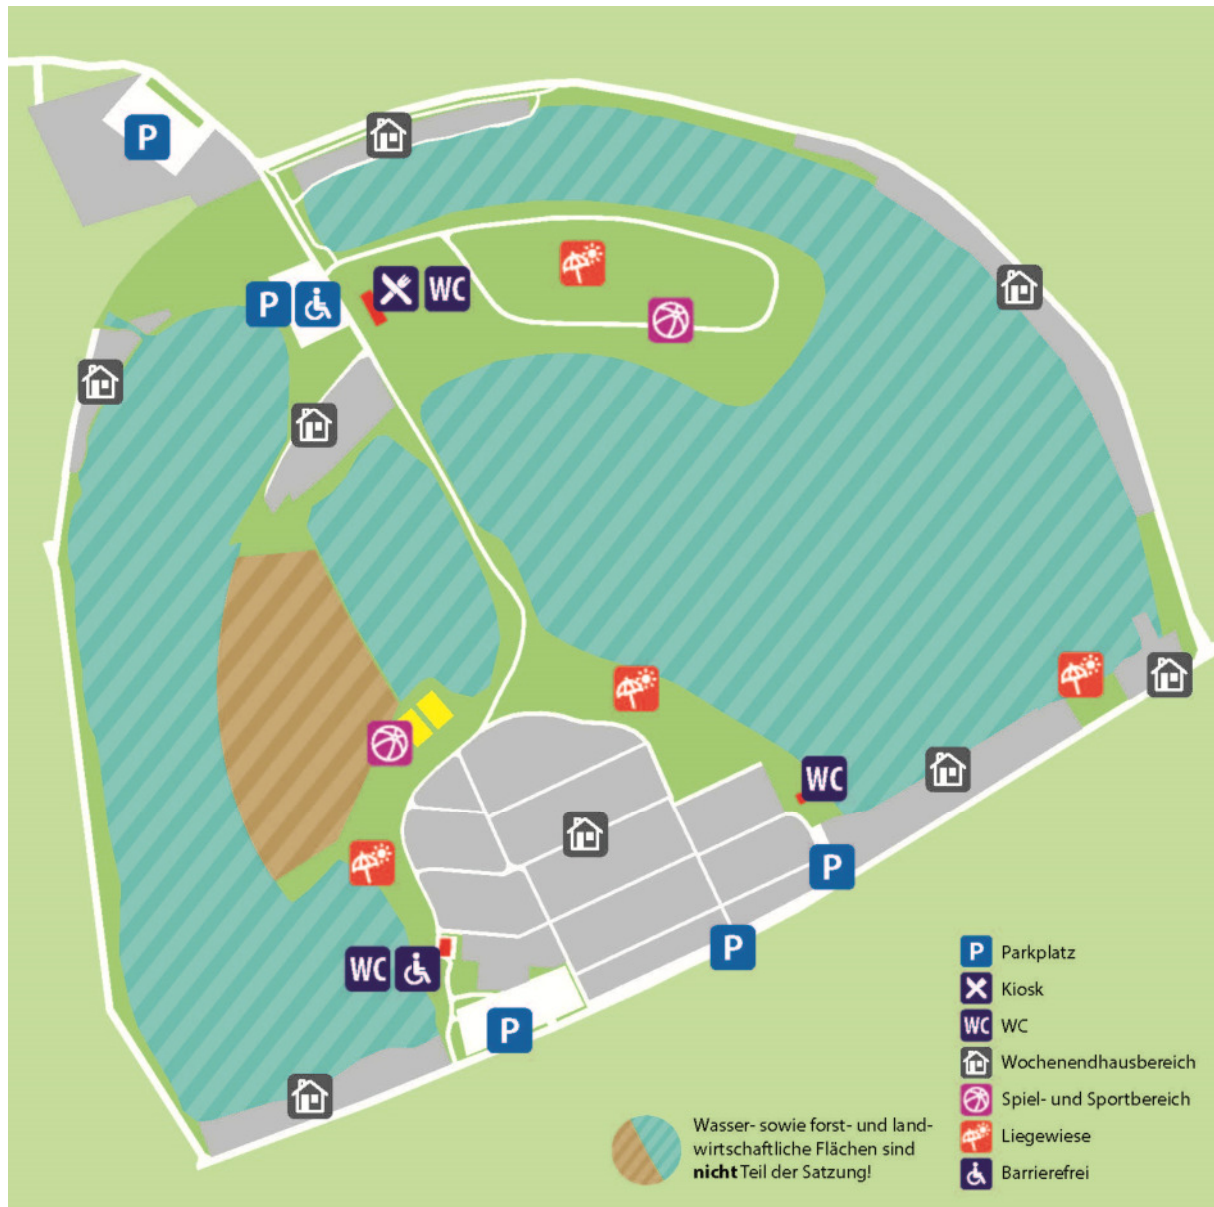 P
P
WC
WC
P
WC
P
P
P Parkplatz
Kiosk
WC WC
Wochenendhausbereich
Spiel- und Sportbereich
Liegewiese
Barrierefrei
Wasser- sowie forst- und land-
wirtschaftliche Flächen sind
nicht Teil der Satzung!